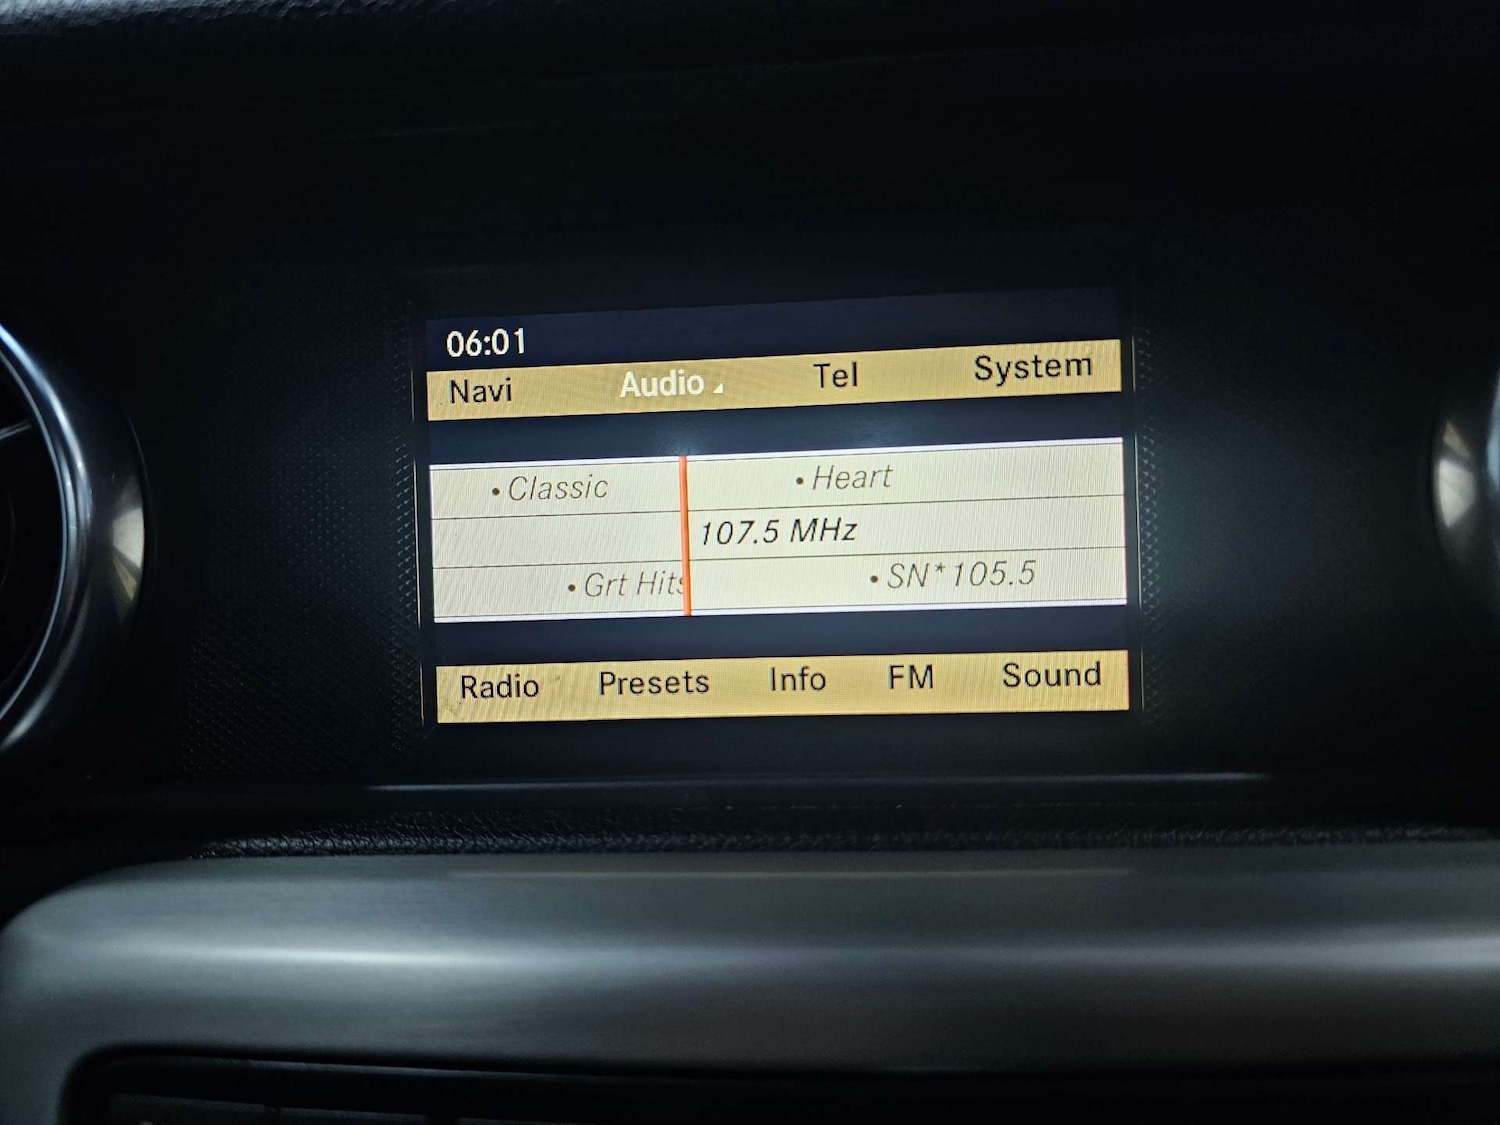 06:01
Navi Audio Tel System
• Classic • Heart
107.5 MHz
• Grt Hits • SN*105.5
Radio Presets Info FM Sound